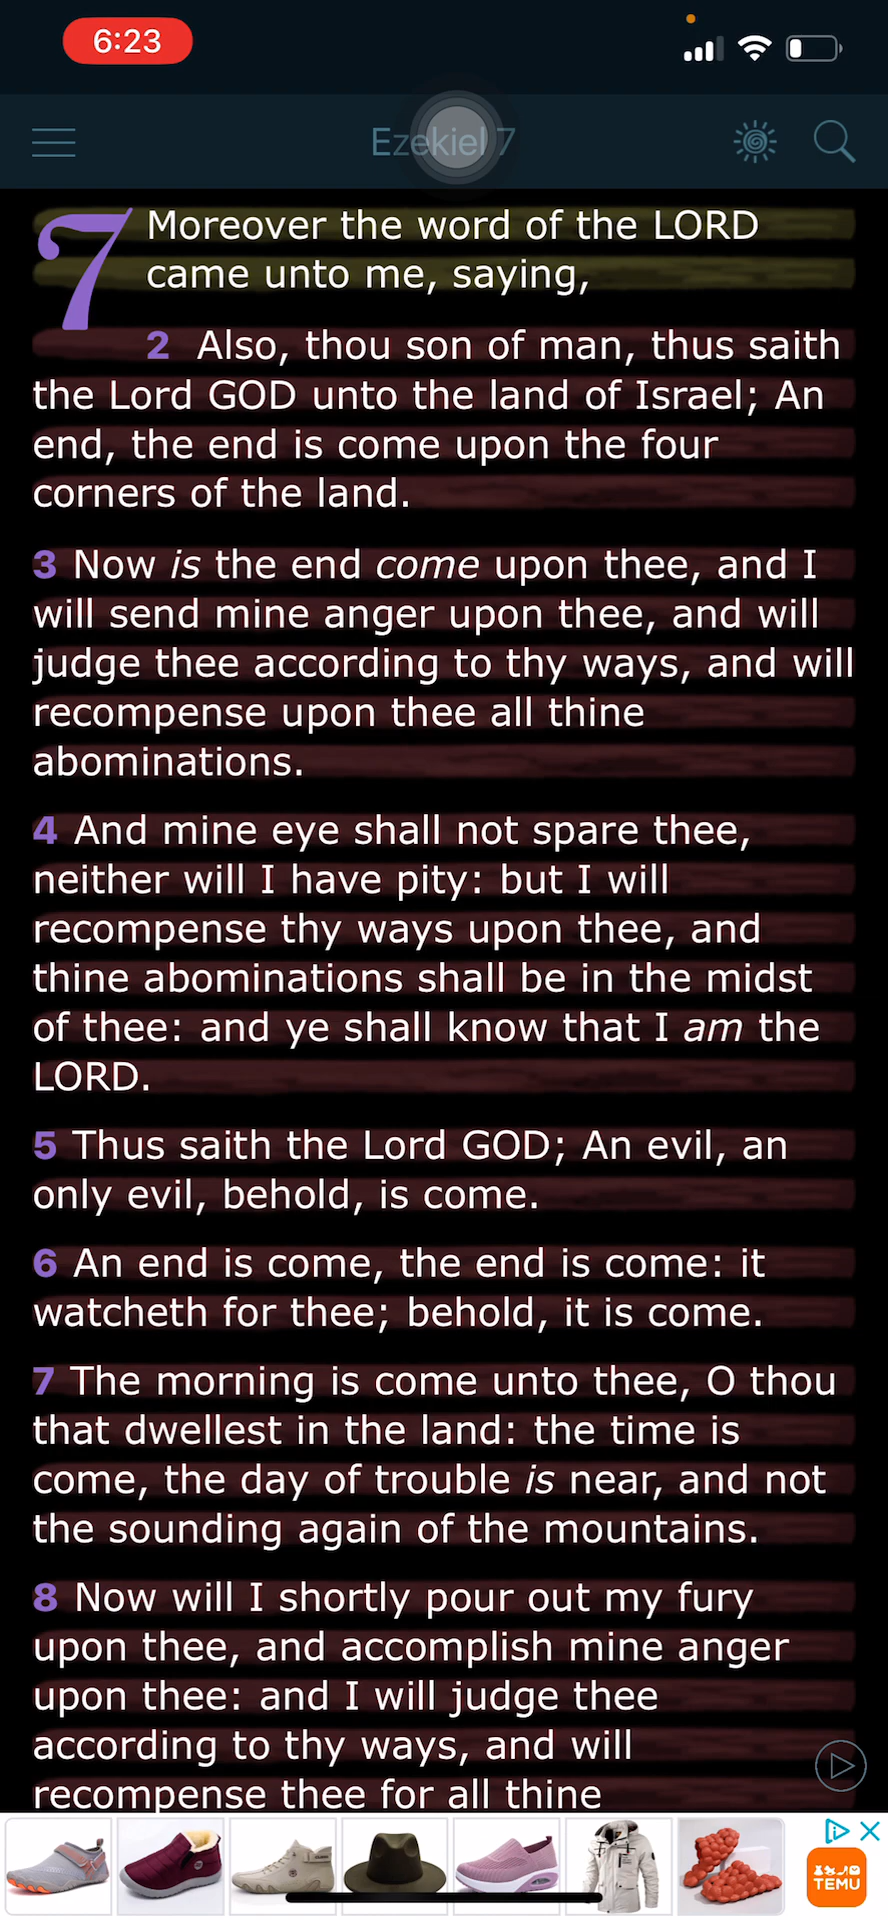 6:23
Ezekiel 7
7 Moreover the word of the LORD
came unto me, saying,
2 Also, thou son of man, thus saith
the Lord GOD unto the land of Israel; An
end, the end is come upon the four
corners of the land.
3 Now is the end come upon thee, and I
will send mine anger upon thee, and will
judge thee according to thy ways, and will
recompense upon thee all thine
abominations.
4 And mine eye shall not spare thee,
neither will I have pity: but I will
recompense thy ways upon thee, and
thine abominations shall be in the midst
of thee: and ye shall know that I am the
LORD.
5 Thus saith the Lord GOD; An evil, an
only evil, behold, is come.
6 An end is come, the end is come: it
watcheth for thee; behold, it is come.
7 The morning is come unto thee, O thou
that dwellest in the land: the time is
come, the day of trouble is near, and not
the sounding again of the mountains.
8 Now will I shortly pour out my fury
upon thee, and accomplish mine anger
upon thee: and I will judge thee
according to thy ways, and will
recompense thee for all thine
TEMU